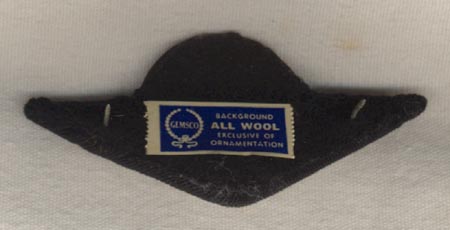 GEMSCO
BACKGROUND
ALL WOOL
EXCLUSIVE OF
ORNAMENTATION